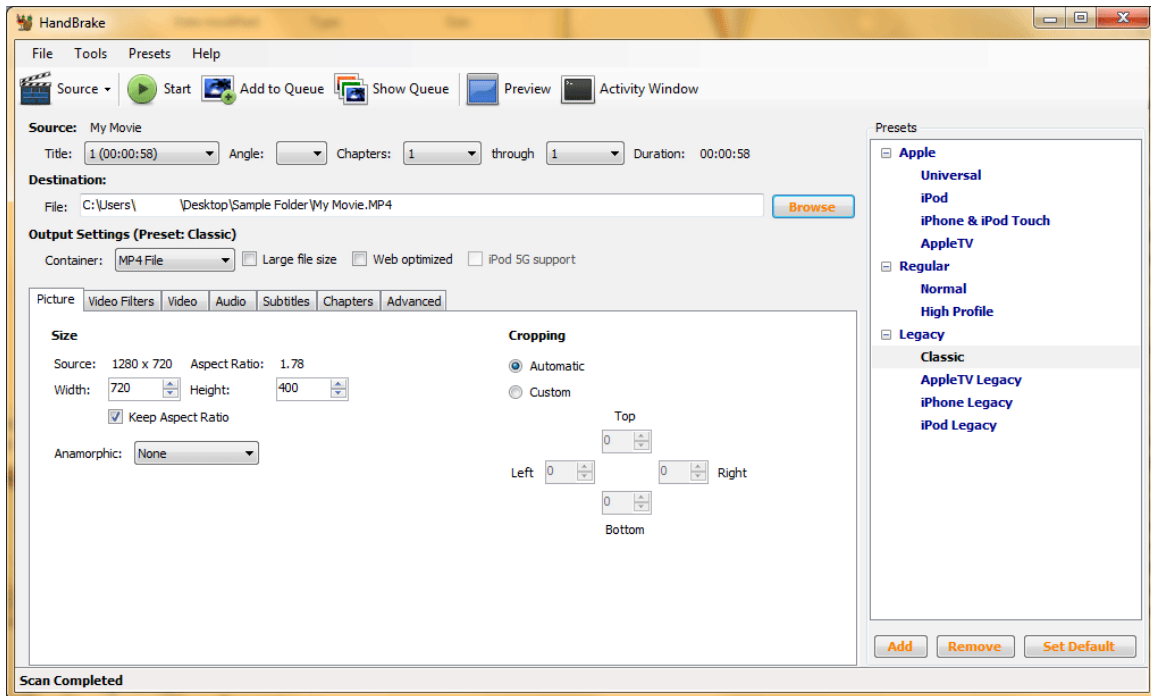 HandBrake
File Tools Presets Help
Source Start Add to Queue Show Queue Preview Activity Window
Source: My Movie
Title: 1 (00:00:58) Angle: Chapters: 1 through 1 Duration: 00:00:58
Destination:
File: C:\Users\ \Desktop\Sample Folder\My Movie.MP4 Browse
Output Settings (Preset: Classic)
Container: MP4 File Large file size Web optimized iPod 5G support
Picture Video Filters Video Audio Subtitles Chapters Advanced
Size
Source: 1280 x 720 Aspect Ratio: 1.78
Width: 720 Height: 400
Keep Aspect Ratio
Anamorphic: None
Cropping
Automatic
Custom
Top
0
Left 0 0 Right
0
Bottom
Presets
Apple
Universal
iPod
iPhone & iPod Touch
AppleTV
Regular
Normal
High Profile
Legacy
Classic
AppleTV Legacy
iPhone Legacy
iPod Legacy
Add Remove Set Default
Scan Completed